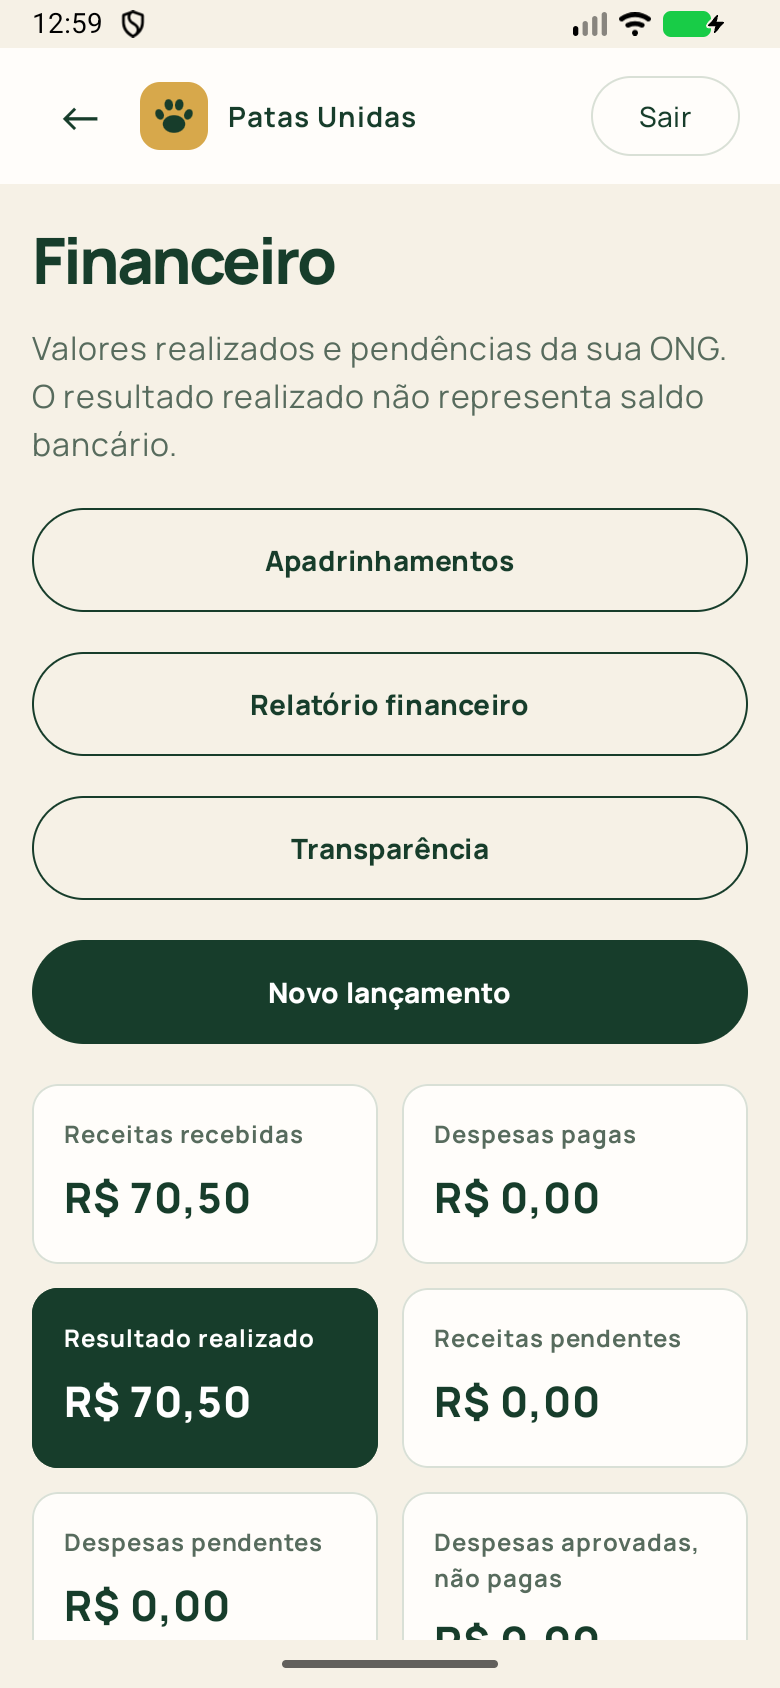 12:59
Patas Unidas
Sair
Financeiro
Valores realizados e pendências da sua ONG.
O resultado realizado não representa saldo
bancário.
Apadrinhamentos
Relatório financeiro
Transparência
Novo lançamento
Receitas recebidas
R$ 70,50
Despesas pagas
R$ 0,00
Resultado realizado
R$ 70,50
Receitas pendentes
R$ 0,00
Despesas pendentes
R$ 0,00
Despesas aprovadas,
não pagas
R$ 0,00